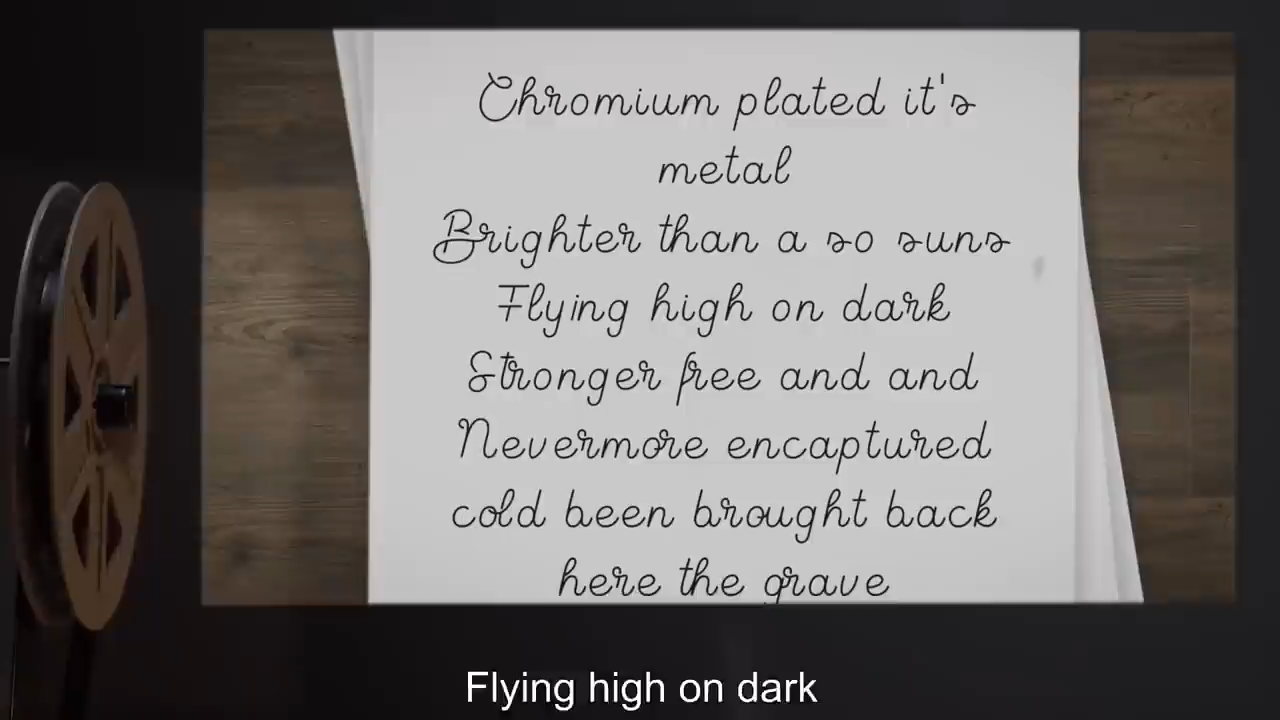 Chromium plated it's
metal
Brighter than a so suns
Flying high on dark
Stronger free and and
Nevermore encaptured
cold been brought back
here the grave
Flying high on dark